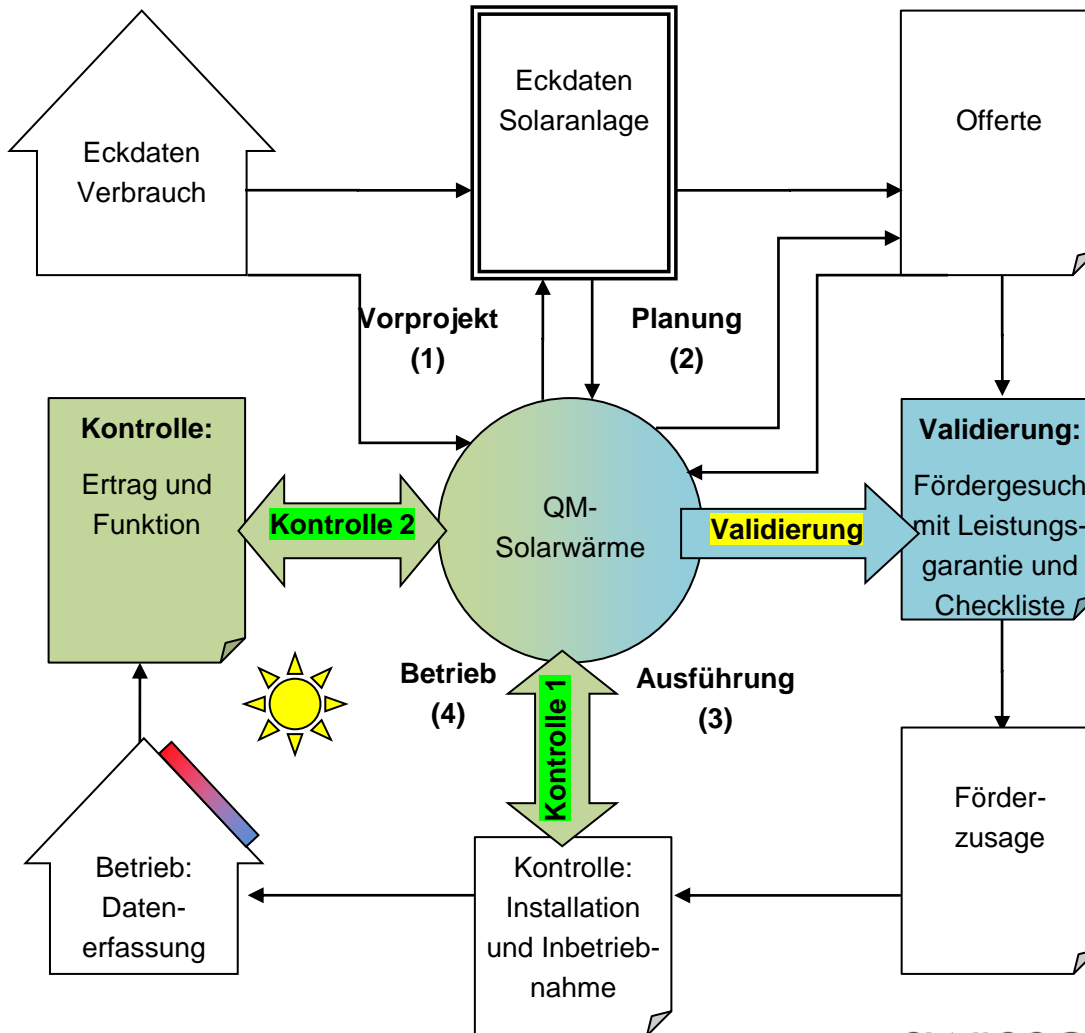 Eckdaten
Verbrauch
Eckdaten
Solaranlage
Offerte
Vorprojekt
(1)
Planung
(2)
Kontrolle:
Ertrag und
Funktion
Kontrolle 2
QM-
Solarwärme
Validierung
Validierung:
Fördergesuch
mit Leistungs-
garantie und
Checkliste
Betrieb
(4)
Kontrolle 1
Ausführung
(3)
Betrieb:
Daten-
erfassung
Kontrolle:
Installation
und Inbetrieb-
nahme
Förder-
zusage